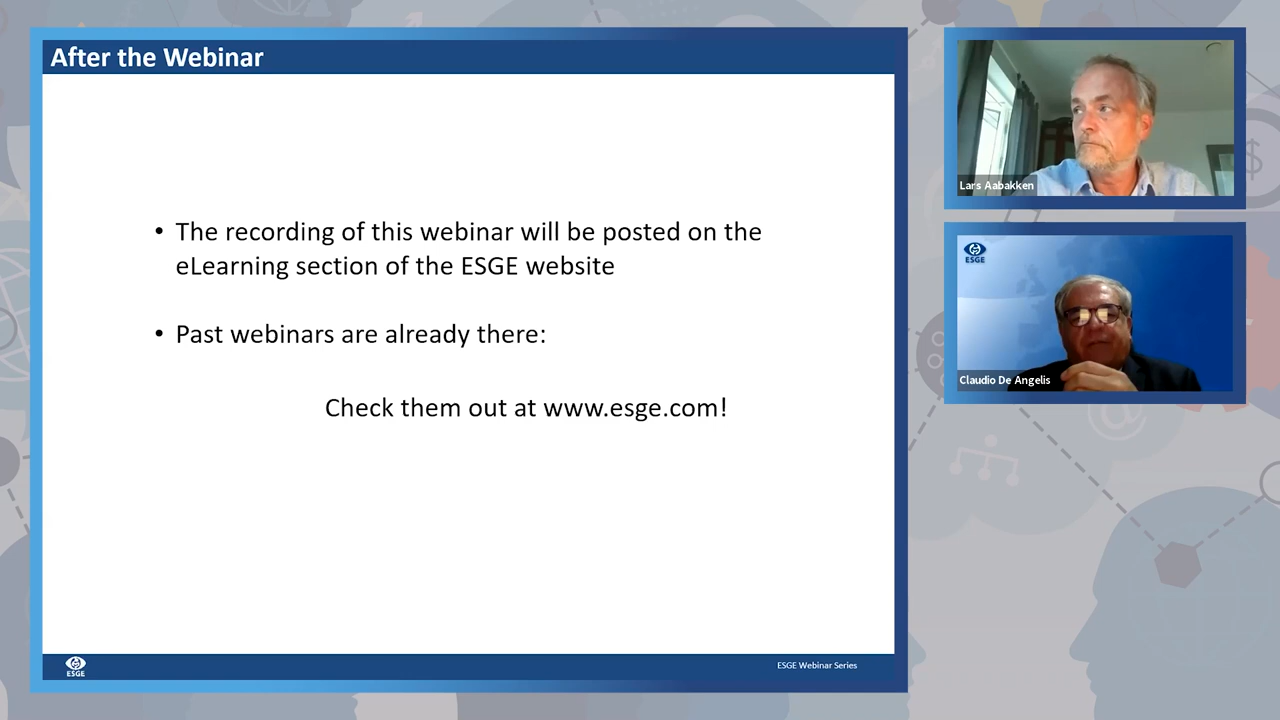 After the Webinar
• The recording of this webinar will be posted on the
eLearning section of the ESGE website
• Past webinars are already there:
Check them out at www.esge.com!
ESGE
ESGE Webinar Series
Lars Aabakken
ESGE
Claudio De Angelis